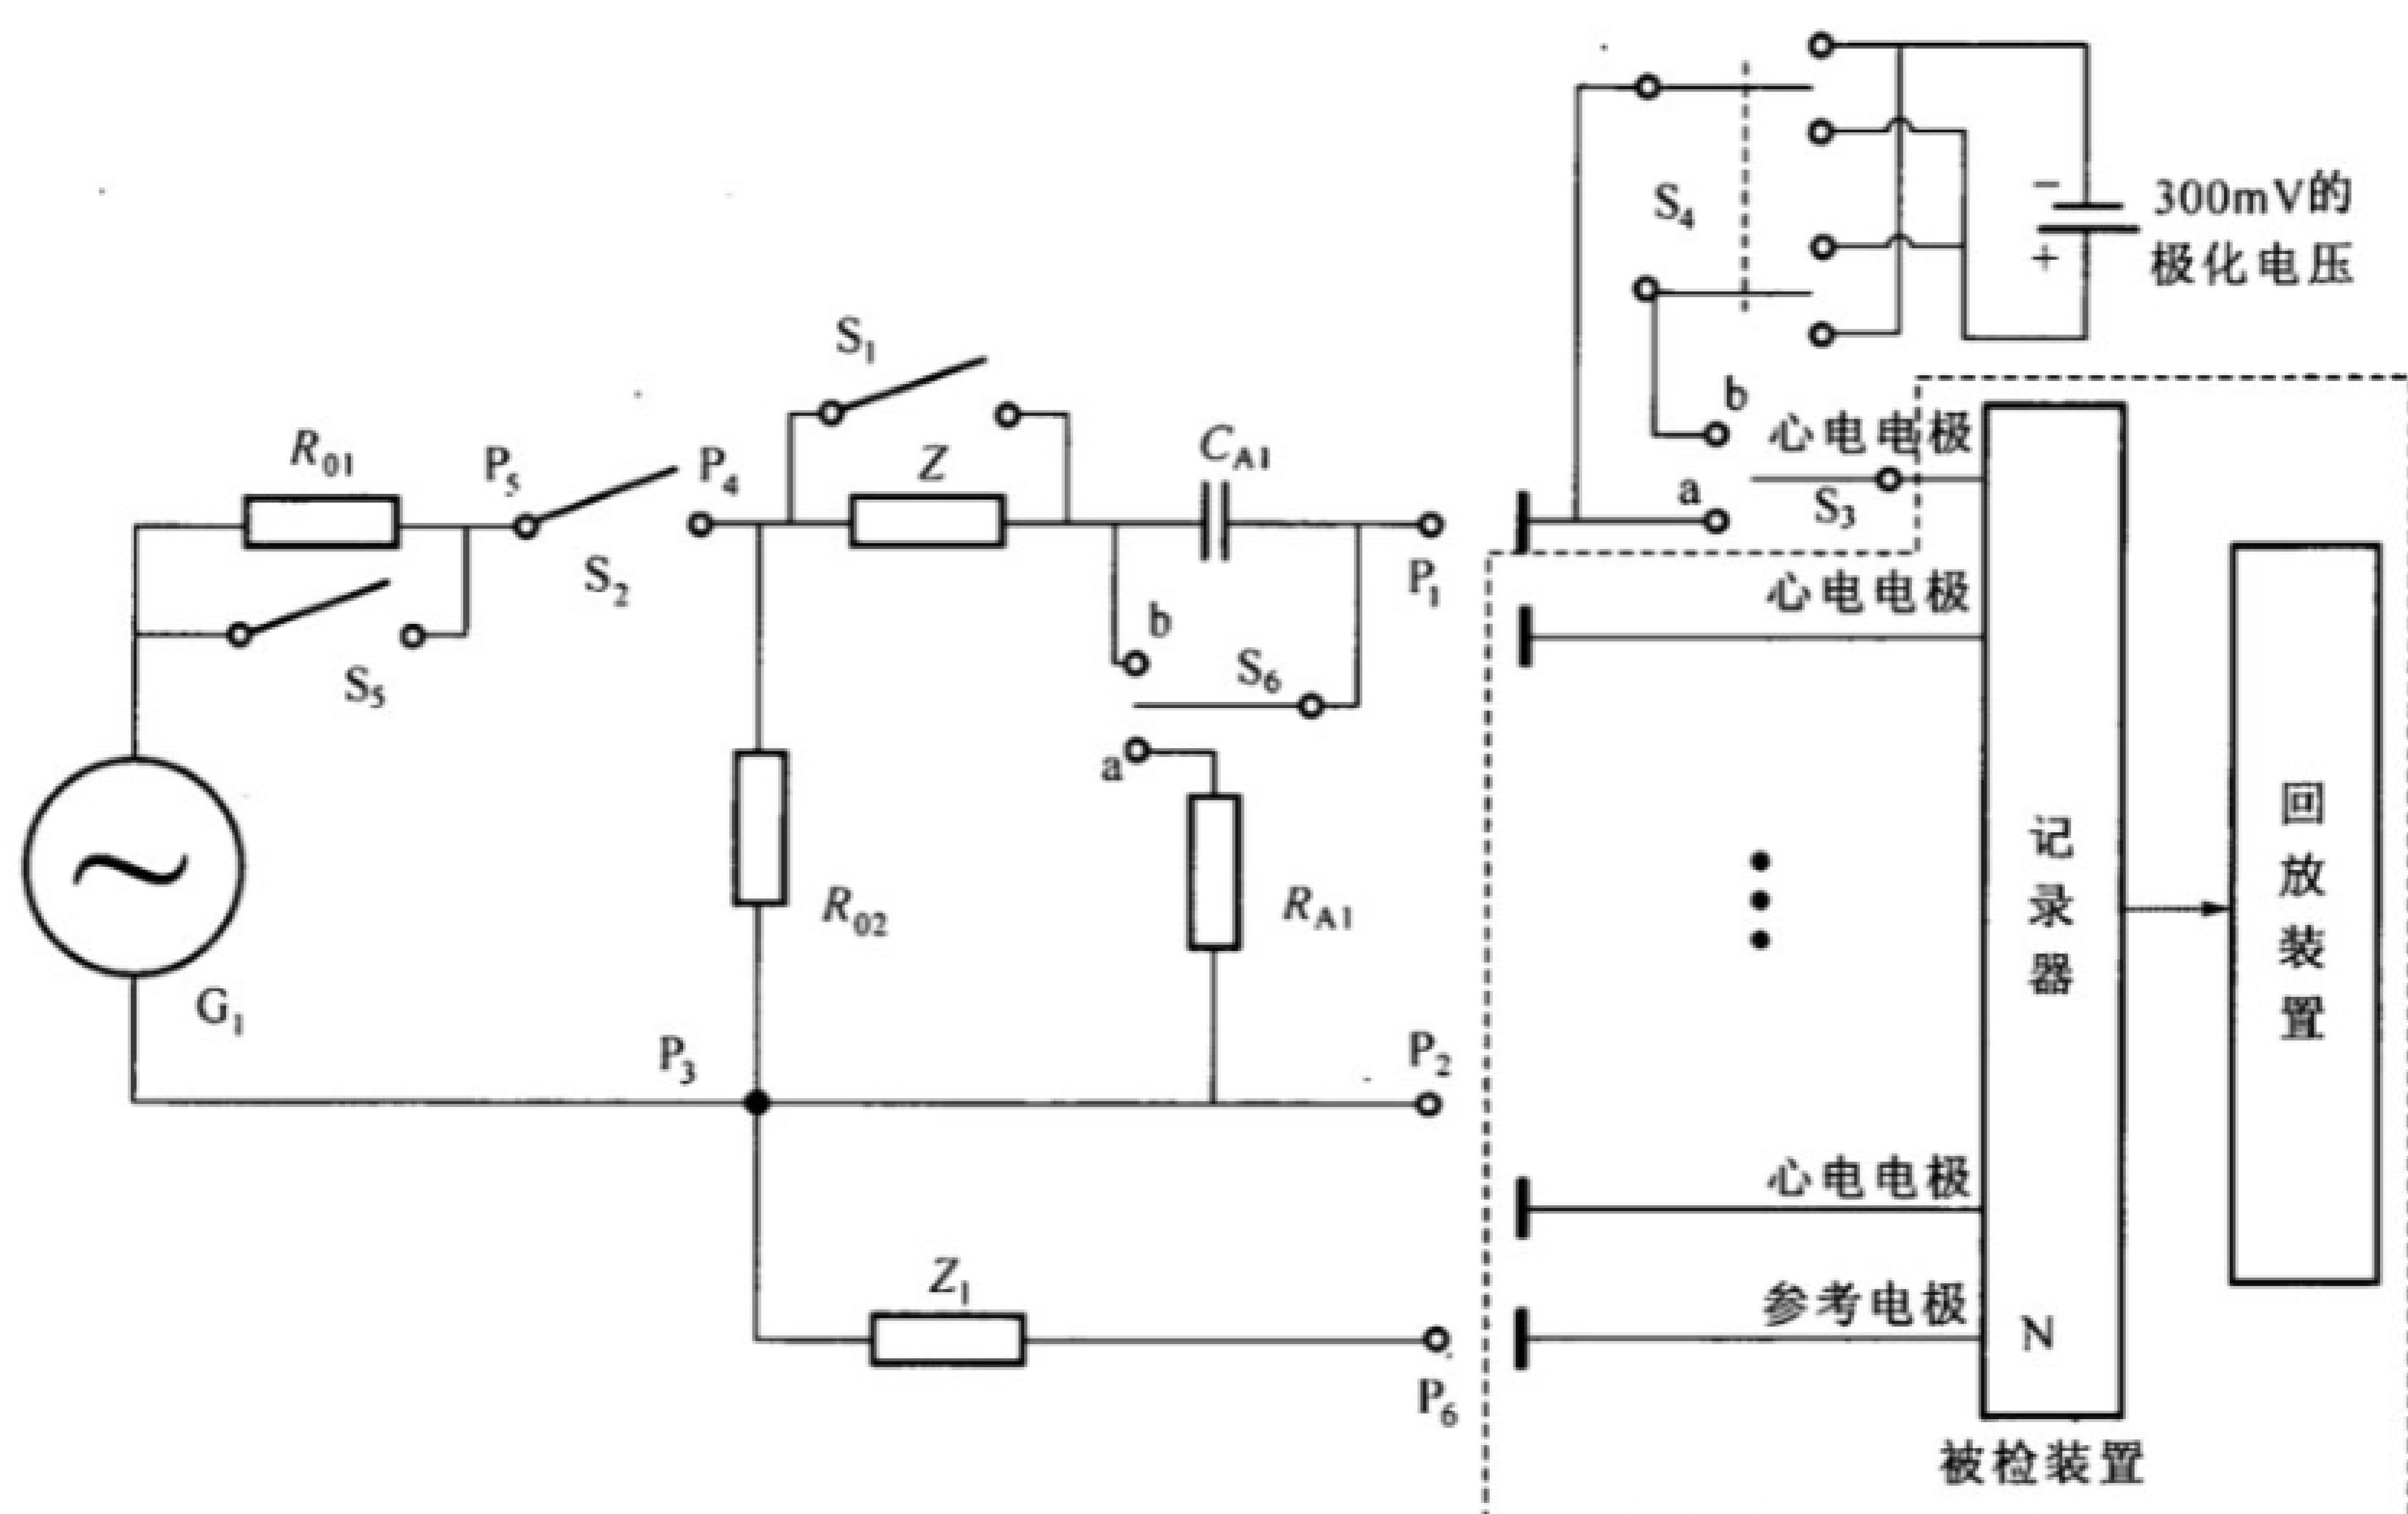 S4
−
300mV的
+
极化电压
S1
b
心电电极
R01
P5
P4
Z
CA1
a
S3
S2
P1
心电电极
b
S6
S5
a
R02
RA1
记录器
回放装置
G1
P3
P2
心电电极
Z1
参考电极
N
P6
被检装置